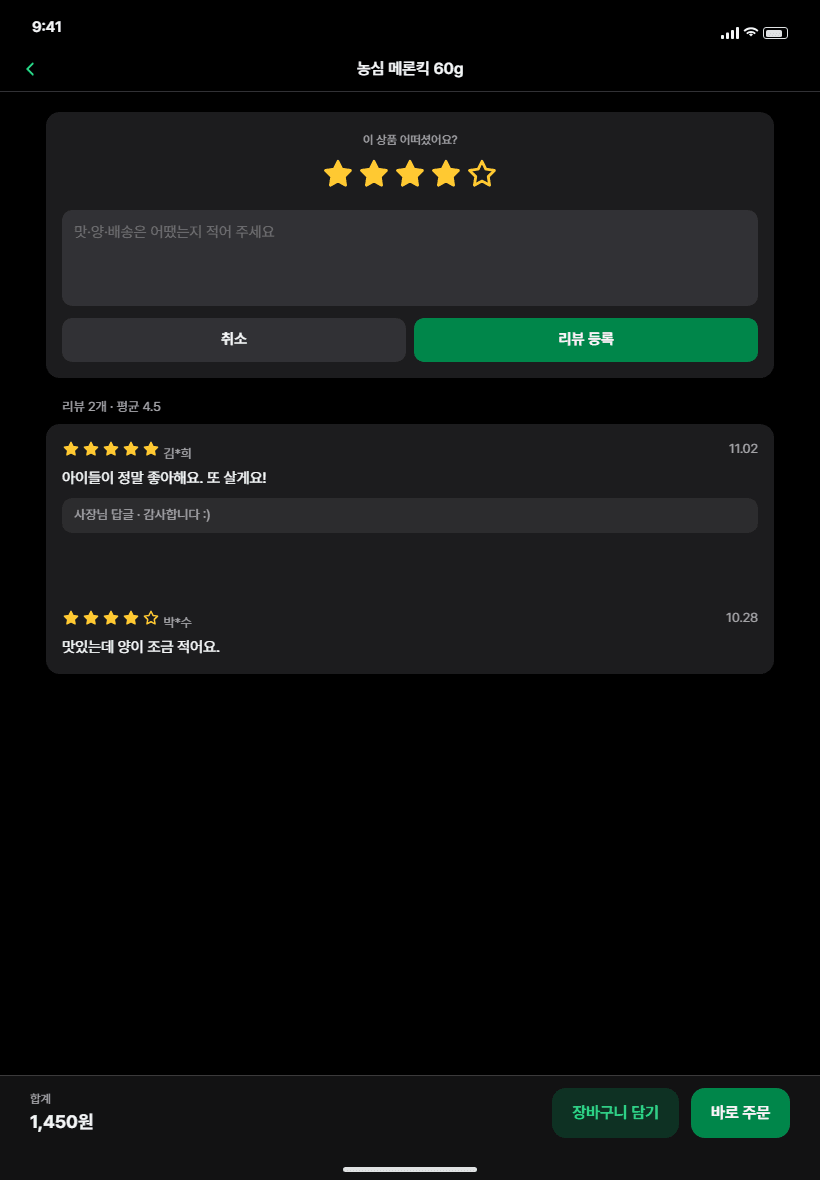 9:41
농심 메론킥 60g
이 상품 어떠셨어요?
맛·양·배송은 어땠는지 적어 주세요
취소
리뷰 등록
리뷰 2개 · 평균 4.5
김*희
11.02
아이들이 정말 좋아해요. 또 살게요!
사장님 답글 · 감사합니다 :)
박*수
10.28
맛있는데 양이 조금 적어요.
합계
1,450원
장바구니 담기
바로 주문